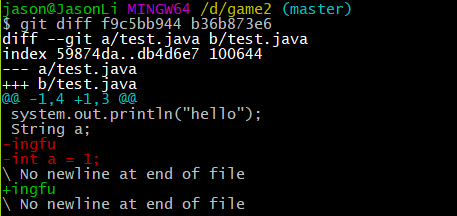 jason@JasonLi MINGW64 /d/game2 (master)
$ git diff f9c5bb944 b36b873e6
diff --git a/test.java b/test.java
index 59874da..db4d6e7 100644
--- a/test.java
+++ b/test.java
@@ -1,4 +1,3 @@
 system.out.println("hello");
 String a;
-ingfu
-int a = 1;
\ No newline at end of file
+ingfu
\ No newline at end of file